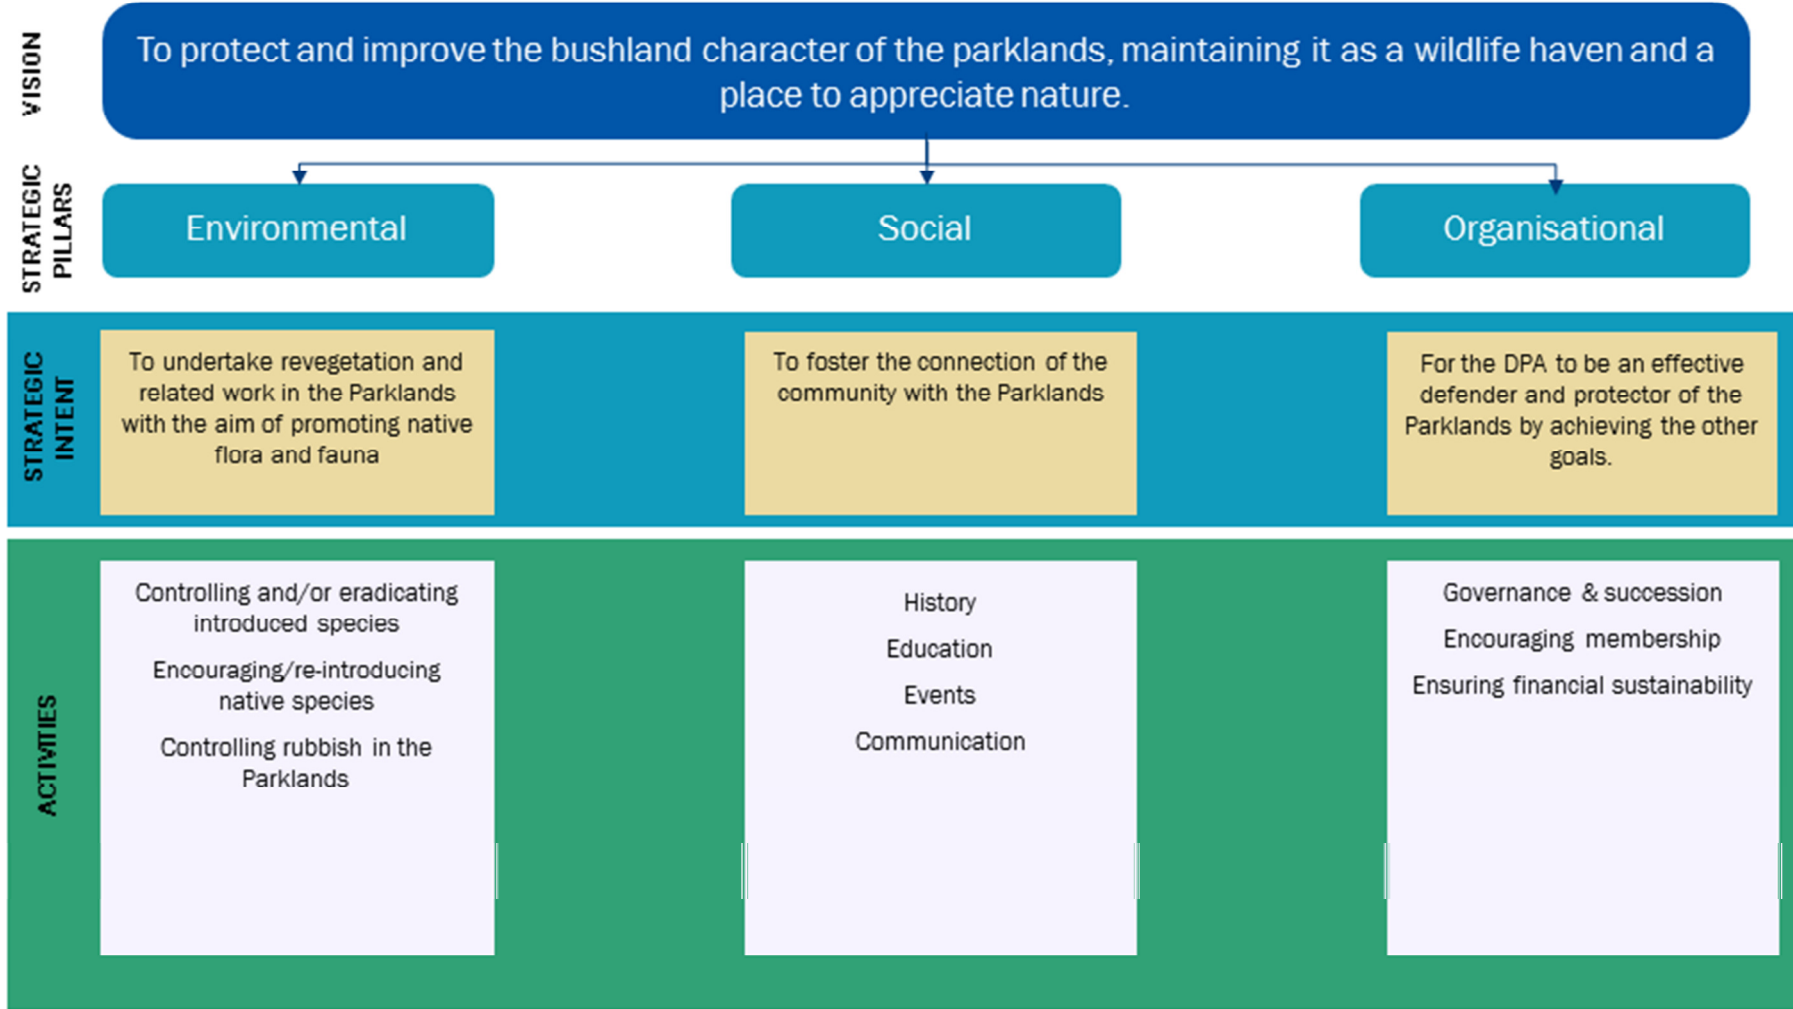 VISION
To protect and improve the bushland character of the parklands, maintaining it as a wildlife haven and a
place to appreciate nature.
STRATEGIC
PILLARS
Environmental
Social
Organisational
STRATEGIC
INTENT
To undertake revegetation and
related work in the Parklands
with the aim of promoting native
flora and fauna
To foster the connection of the
community with the Parklands
For the DPA to be an effective
defender and protector of the
Parklands by achieving the other
goals.
ACTIVITIES
Controlling and/or eradicating
introduced species
Encouraging/re-introducing
native species
Controlling rubbish in the
Parklands
History
Education
Events
Communication
Governance & succession
Encouraging membership
Ensuring financial sustainability